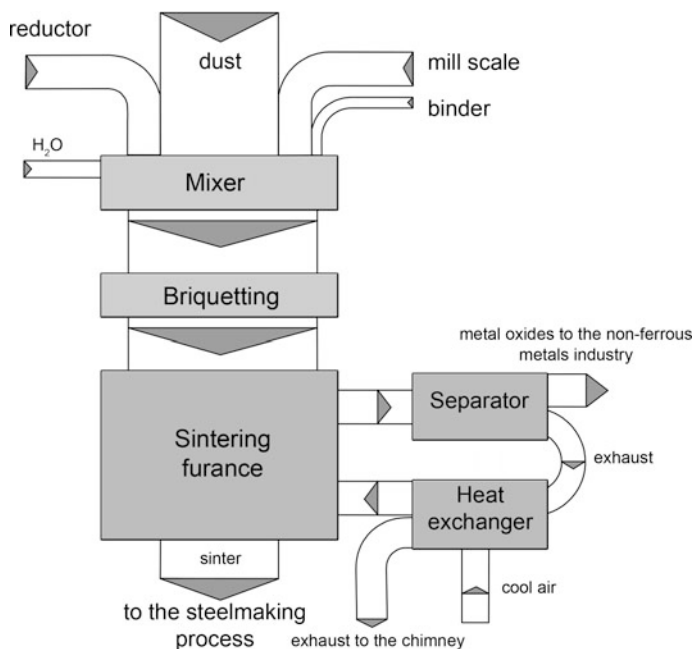 reductor
dust
mill scale
binder
H₂O
Mixer
Briquetting
metal oxides to the non-ferrous
metals industry
Separator
Sintering
furance
exhaust
Heat
exchanger
sinter
cool air
to the steelmaking
process
exhaust to the chimney